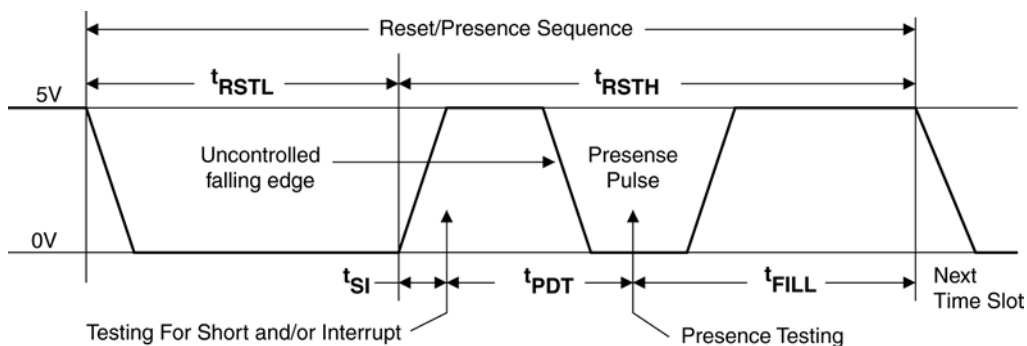 Reset/Presence Sequence
tRSTL
tRSTH
5V
Uncontrolled
falling edge
Presense
Pulse
0V
tSI
tPDT
tFILL
Next
Time Slot
Testing For Short and/or Interrupt
Presence Testing